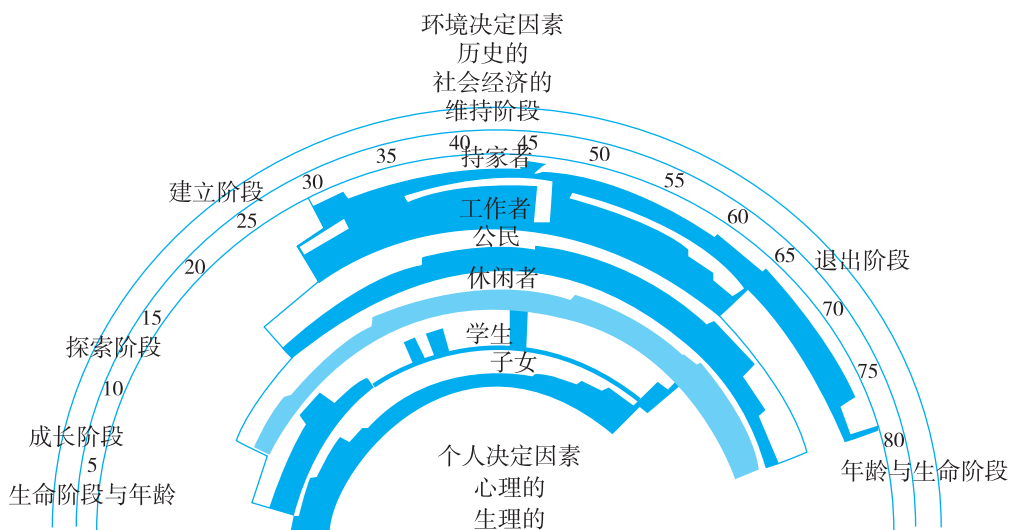 环境决定因素
历史的
社会经济的
维持阶段
40
45
35
持家者
50
30
55
建立阶段
25
工作者
60
公民
65
退出阶段
20
休闲者
70
15
学生
探索阶段
子女
75
10
成长阶段
80
5
个人决定因素
年龄与生命阶段
生命阶段与年龄
心理的
生理的